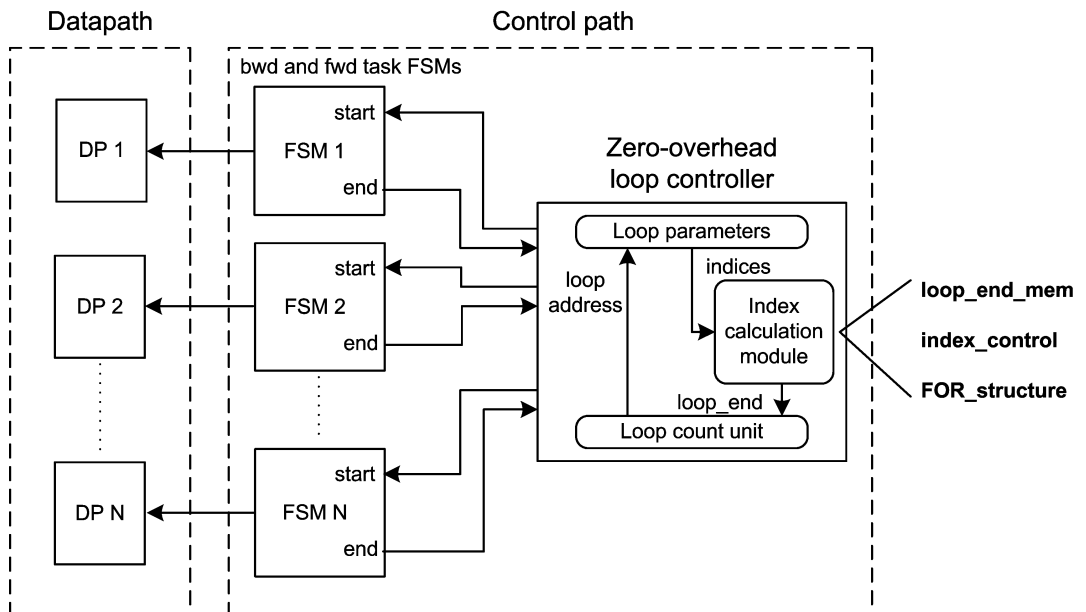 Datapath
Control path
bwd and fwd task FSMs
DP 1
start
FSM 1
end
Zero-overhead
loop controller
DP 2
start
FSM 2
end
Loop parameters
loop
address
indices
Index
calculation
module
loop_end
Loop count unit
loop_end_mem
index_control
FOR_structure
DP N
start
FSM N
end